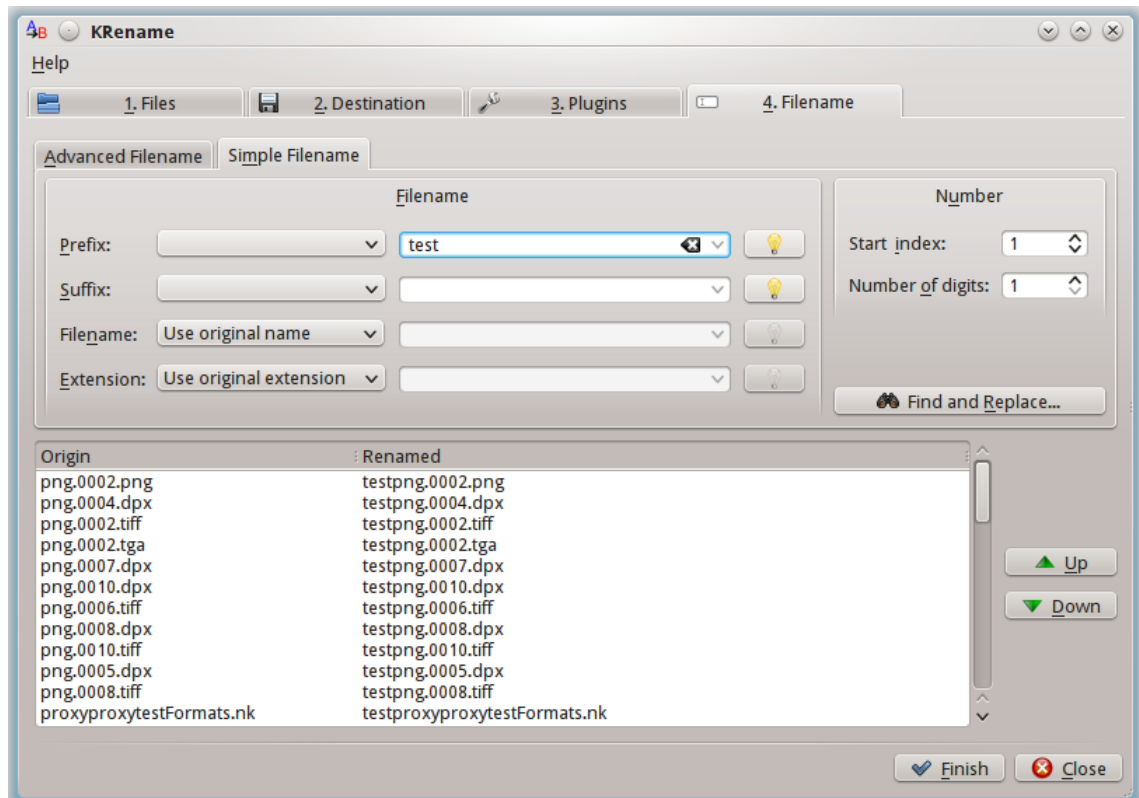 KRename
Help
1. Files 2. Destination 3. Plugins 4. Filename
Advanced Filename Simple Filename
Filename Number
Prefix: test Start index: 1
Suffix: Number of digits: 1
Filename: Use original name
Extension: Use original extension
Find and Replace...
Origin Renamed
png.0002.png testpng.0002.png
png.0004.dpx testpng.0004.dpx
png.0002.tiff testpng.0002.tiff
png.0002.tga testpng.0002.tga
png.0007.dpx testpng.0007.dpx
png.0010.dpx testpng.0010.dpx
png.0006.tiff testpng.0006.tiff
png.0008.dpx testpng.0008.dpx
png.0010.tiff testpng.0010.tiff
png.0005.dpx testpng.0005.dpx
png.0008.tiff testpng.0008.tiff
proxyproxytestFormats.nk testproxyproxytestFormats.nk
Up
Down
Finish Close